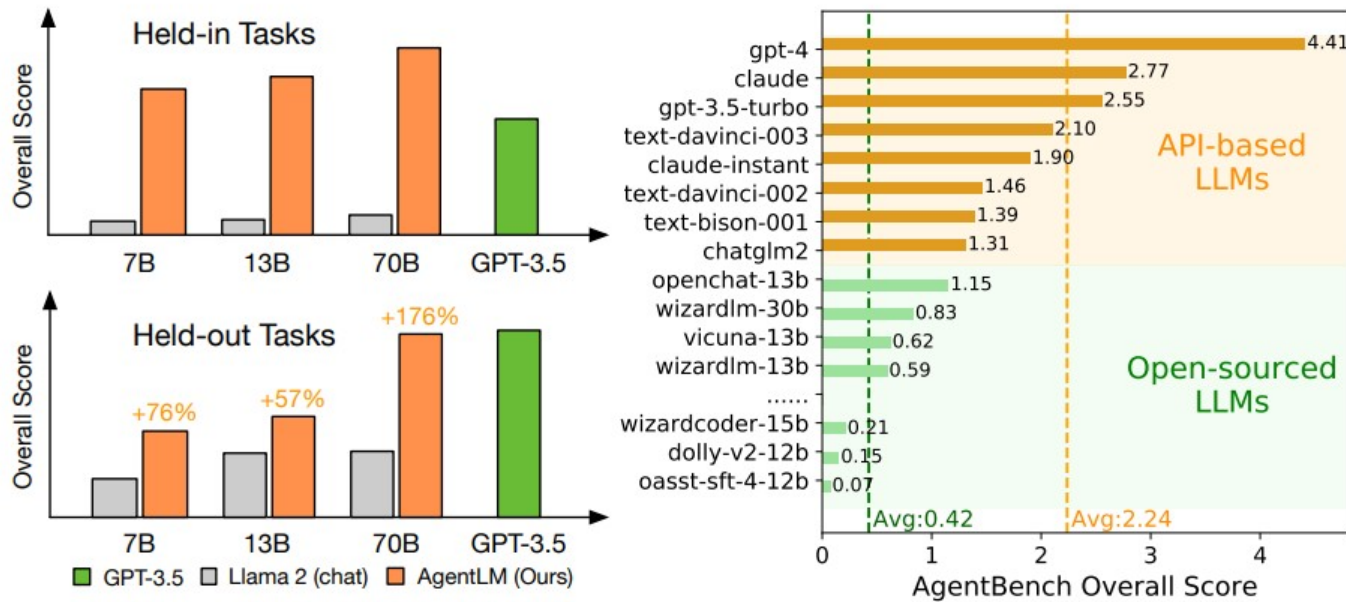 Held-in Tasks
Overall Score
7B
13B
70B
GPT-3.5
Held-out Tasks
Overall Score
+76%
+57%
+176%
7B
13B
70B
GPT-3.5
GPT-3.5
Llama 2 (chat)
AgentLM (Ours)
gpt-4
4.41
claude
2.77
gpt-3.5-turbo
2.55
text-davinci-003
2.10
claude-instant
1.90
text-davinci-002
1.46
text-bison-001
1.39
chatglm2
1.31
openchat-13b
1.15
wizardlm-30b
0.83
vicuna-13b
0.62
wizardlm-13b
0.59
......
wizardcoder-15b
0.21
dolly-v2-12b
0.15
oasst-sft-4-12b
0.07
API-based
LLMs
Open-sourced
LLMs
Avg:0.42
Avg:2.24
0
1
2
3
4
AgentBench Overall Score